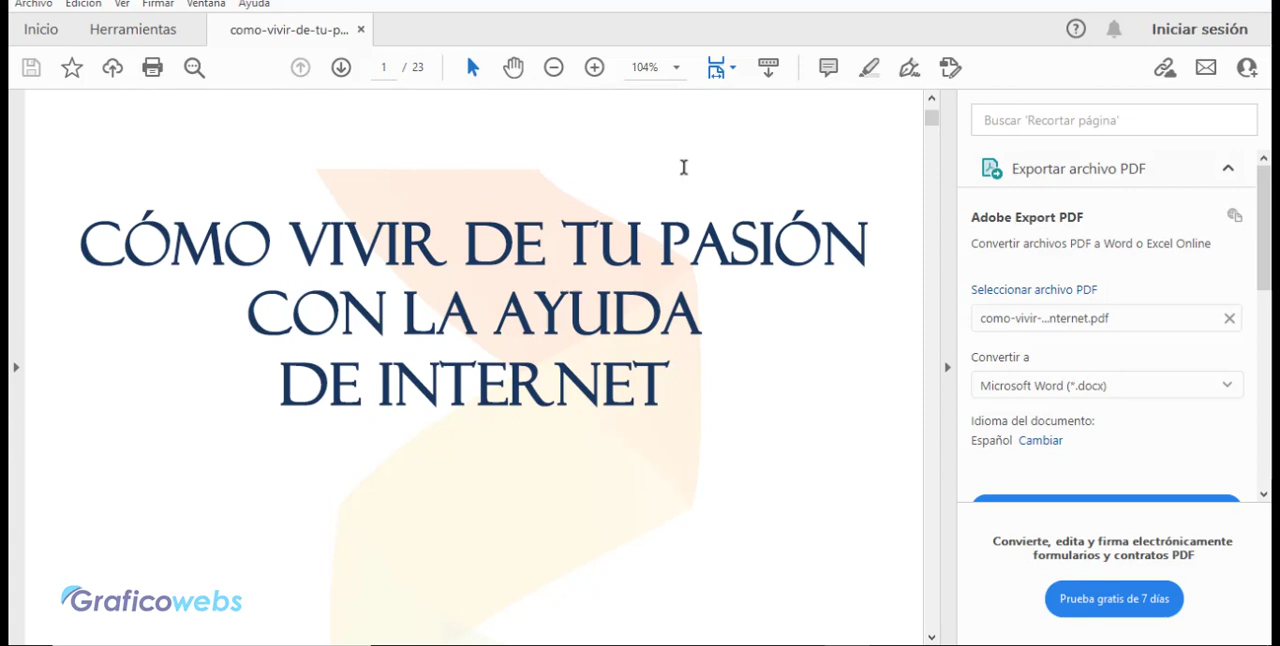 Archivo Edición Ver Firmar Ventana Ayuda
Inicio Herramientas como-vivir-de-tu-p... × Iniciar sesión
1 / 23 104%
Buscar 'Recortar página'
Exportar archivo PDF
Adobe Export PDF
Convertir archivos PDF a Word o Excel Online
Seleccionar archivo PDF
como-vivir-...nternet.pdf
Convertir a
Microsoft Word (*.docx)
Idioma del documento:
Español Cambiar
Convierte, edita y firma electrónicamente
formularios y contratos PDF
Prueba gratis de 7 días
CÓMO VIVIR DE TU PASIÓN
CON LA AYUDA
DE INTERNET
Graficowebs